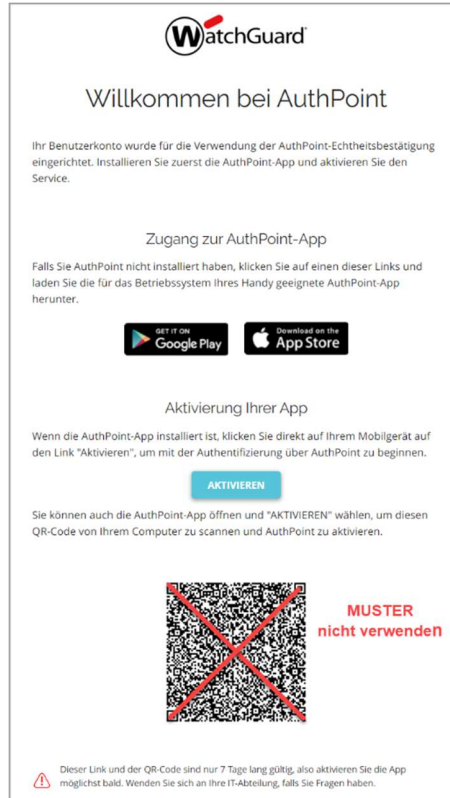 WatchGuard
Willkommen bei AuthPoint
Ihr Benutzerkonto wurde für die Verwendung der AuthPoint-Echtheitsbestätigung
eingerichtet. Installieren Sie zuerst die AuthPoint-App und aktivieren Sie den
Service.
Zugang zur AuthPoint-App
Falls Sie AuthPoint nicht installiert haben, klicken Sie auf einen dieser Links und
laden Sie die für das Betriebssystem Ihres Handy geeignete AuthPoint-App
herunter.
GET IT ON
Google Play
Download on the
App Store
Aktivierung Ihrer App
Wenn die AuthPoint-App installiert ist, klicken Sie direkt auf Ihrem Mobilgerät auf
den Link "Aktivieren", um mit der Authentifizierung über AuthPoint zu beginnen.
AKTIVIEREN
Sie können auch die AuthPoint-App öffnen und "AKTIVIEREN" wählen, um diesen
QR-Code von Ihrem Computer zu scannen und AuthPoint zu aktivieren.
MUSTER
nicht verwenden
Dieser Link und der QR-Code sind nur 7 Tage lang gültig, also aktivieren Sie die App
möglichst bald. Wenden Sie sich an Ihre IT-Abteilung, falls Sie Fragen haben.